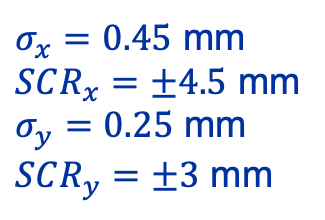 σx = 0.45 mm
SCRx = ±4.5 mm
σy = 0.25 mm
SCRy = ±3 mm